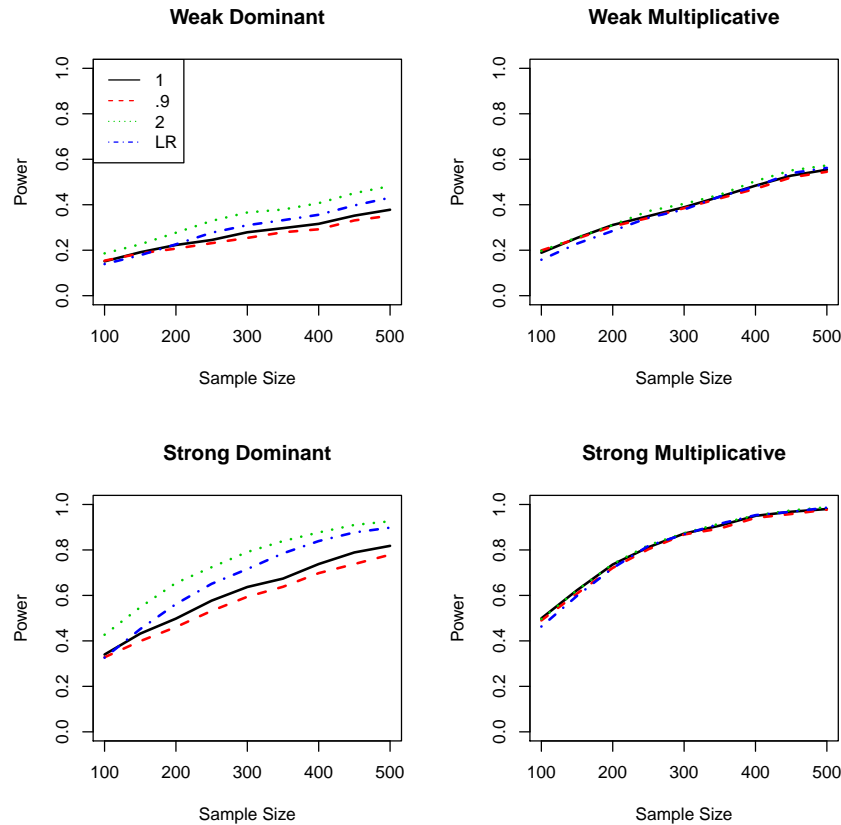 Weak Dominant
Power
0.0 0.2 0.4 0.6 0.8 1.0
1
.9
2
LR
100 200 300 400 500
Sample Size
Weak Multiplicative
Power
0.0 0.2 0.4 0.6 0.8 1.0
100 200 300 400 500
Sample Size
Strong Dominant
Power
0.0 0.2 0.4 0.6 0.8 1.0
100 200 300 400 500
Sample Size
Strong Multiplicative
Power
0.0 0.2 0.4 0.6 0.8 1.0
100 200 300 400 500
Sample Size